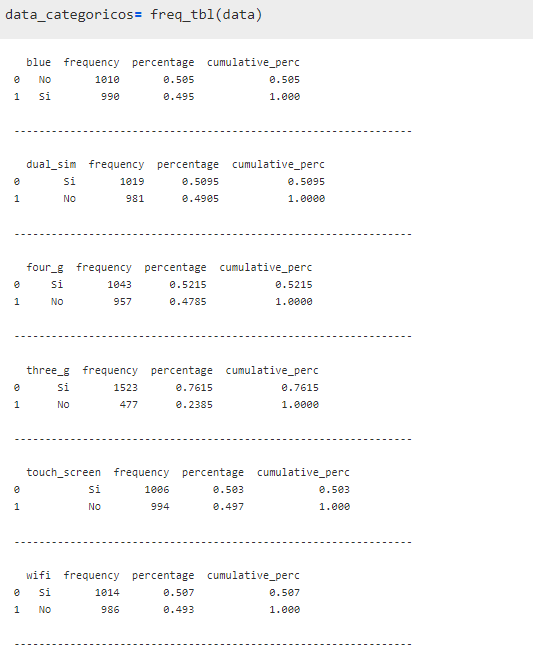 data_categoricos= freq_tbl(data)
blue frequency percentage cumulative_perc
0 No 1010 0.505 0.505
1 Si 990 0.495 1.000
----------------------------------------------------------------
dual_sim frequency percentage cumulative_perc
0 Si 1019 0.5095 0.5095
1 No 981 0.4905 1.0000
----------------------------------------------------------------
four_g frequency percentage cumulative_perc
0 Si 1043 0.5215 0.5215
1 No 957 0.4785 1.0000
----------------------------------------------------------------
three_g frequency percentage cumulative_perc
0 Si 1523 0.7615 0.7615
1 No 477 0.2385 1.0000
----------------------------------------------------------------
touch_screen frequency percentage cumulative_perc
0 Si 1006 0.503 0.503
1 No 994 0.497 1.000
----------------------------------------------------------------
wifi frequency percentage cumulative_perc
0 Si 1014 0.507 0.507
1 No 986 0.493 1.000
----------------------------------------------------------------